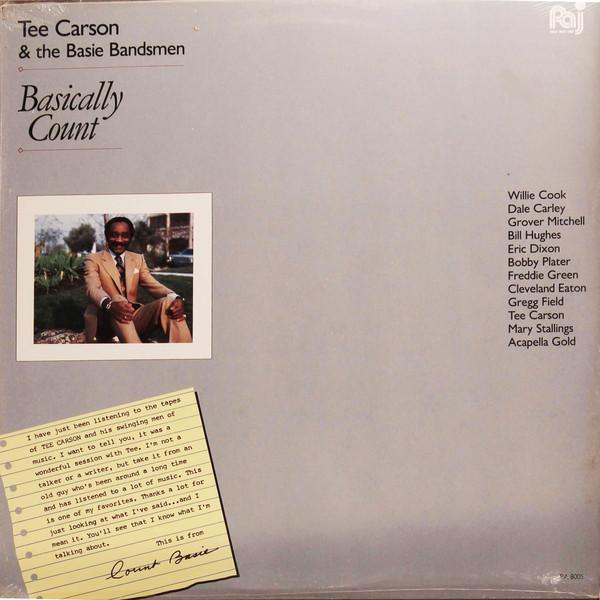 Tee Carson
& the Basie Bandsmen
Basically
Count
Raj
Willie Cook
Dale Carley
Grover Mitchell
Bill Hughes
Eric Dixon
Bobby Plater
Freddie Green
Cleveland Eaton
Gregg Field
Tee Carson
Mary Stallings
Acapella Gold
I have just been listening to the tapes
of TEE CARSON and his swinging men of
music. I want to tell you, it was a
wonderful session with Tee. I'm not a
talker or a writer, but take it from an
old guy who's been around a long time
and has listened to a lot of music. This
is one of my favorites. Thanks a lot for
just looking at what I've said...and I
mean it. You'll see that I know what I'm
talking about. This is from
Count Basie
8005